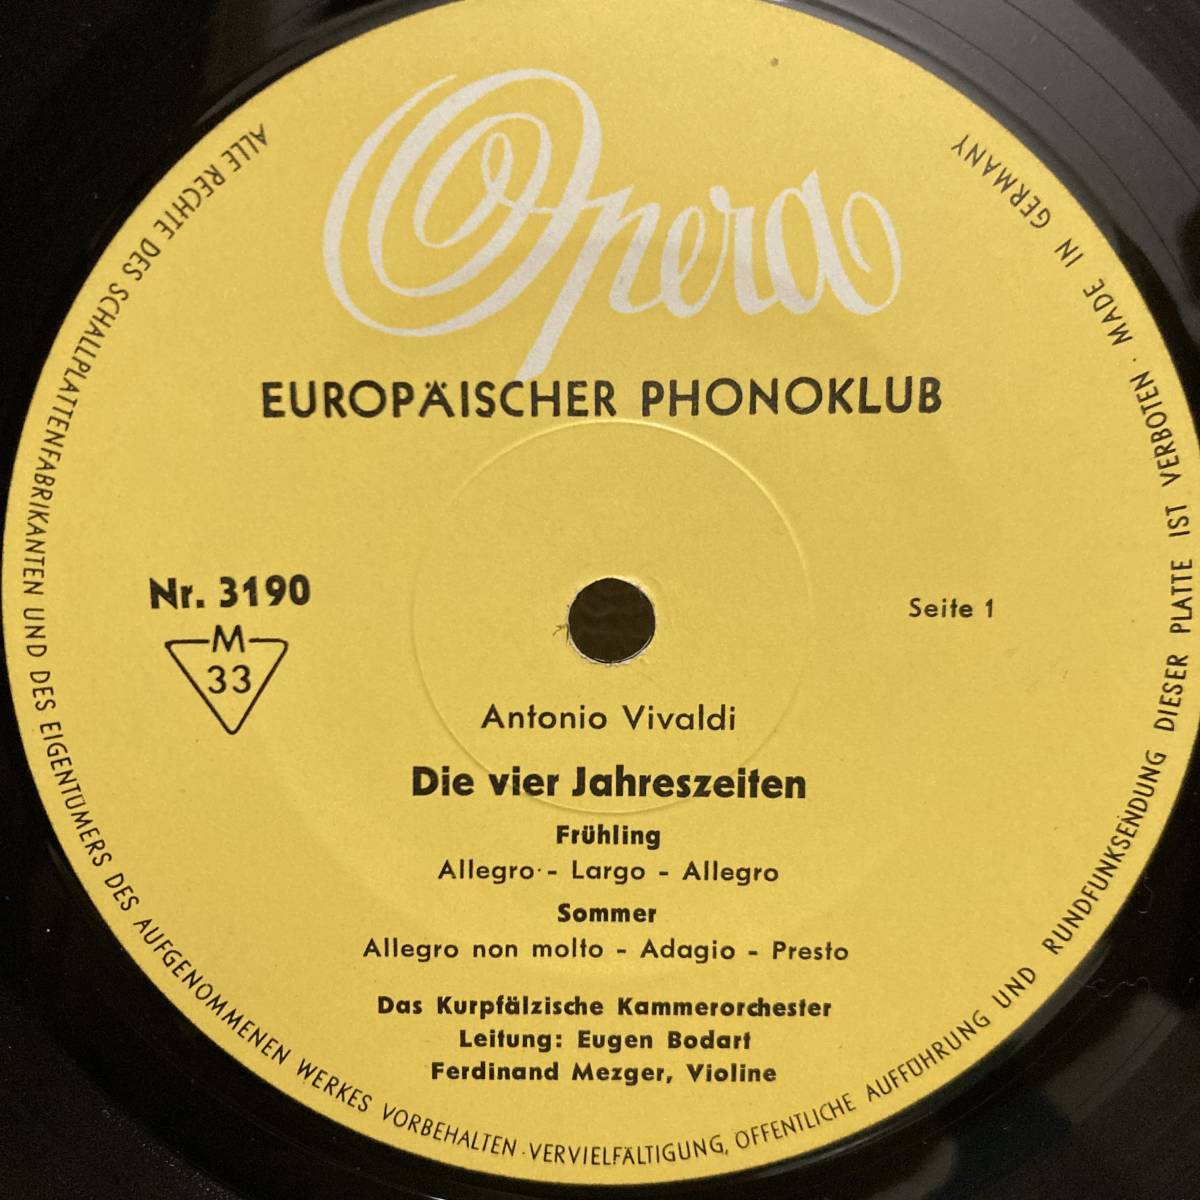 Opera
EUROPÄISCHER PHONOKLUB
Nr. 3190
M
33
Seite 1
Antonio Vivaldi
Die vier Jahreszeiten
Frühling
Allegro - Largo - Allegro
Sommer
Allegro non molto - Adagio - Presto
Das Kurpfälzische Kammerorchester
Leitung: Eugen Bodart
Ferdinand Mezger, Violine
ALLE RECHTE DES SCHALLPLATTENFABRIKANTEN UND DES EIGENTÜMERS DES AUFGENOMMENEN WERKES VORBEHALTEN · VERVIELFÄLTIGUNG, ÖFFENTLICHE AUFFÜHRUNG UND RUNDFUNKSENDUNG DIESER PLATTE IST VERBOTEN · MADE IN GERMANY